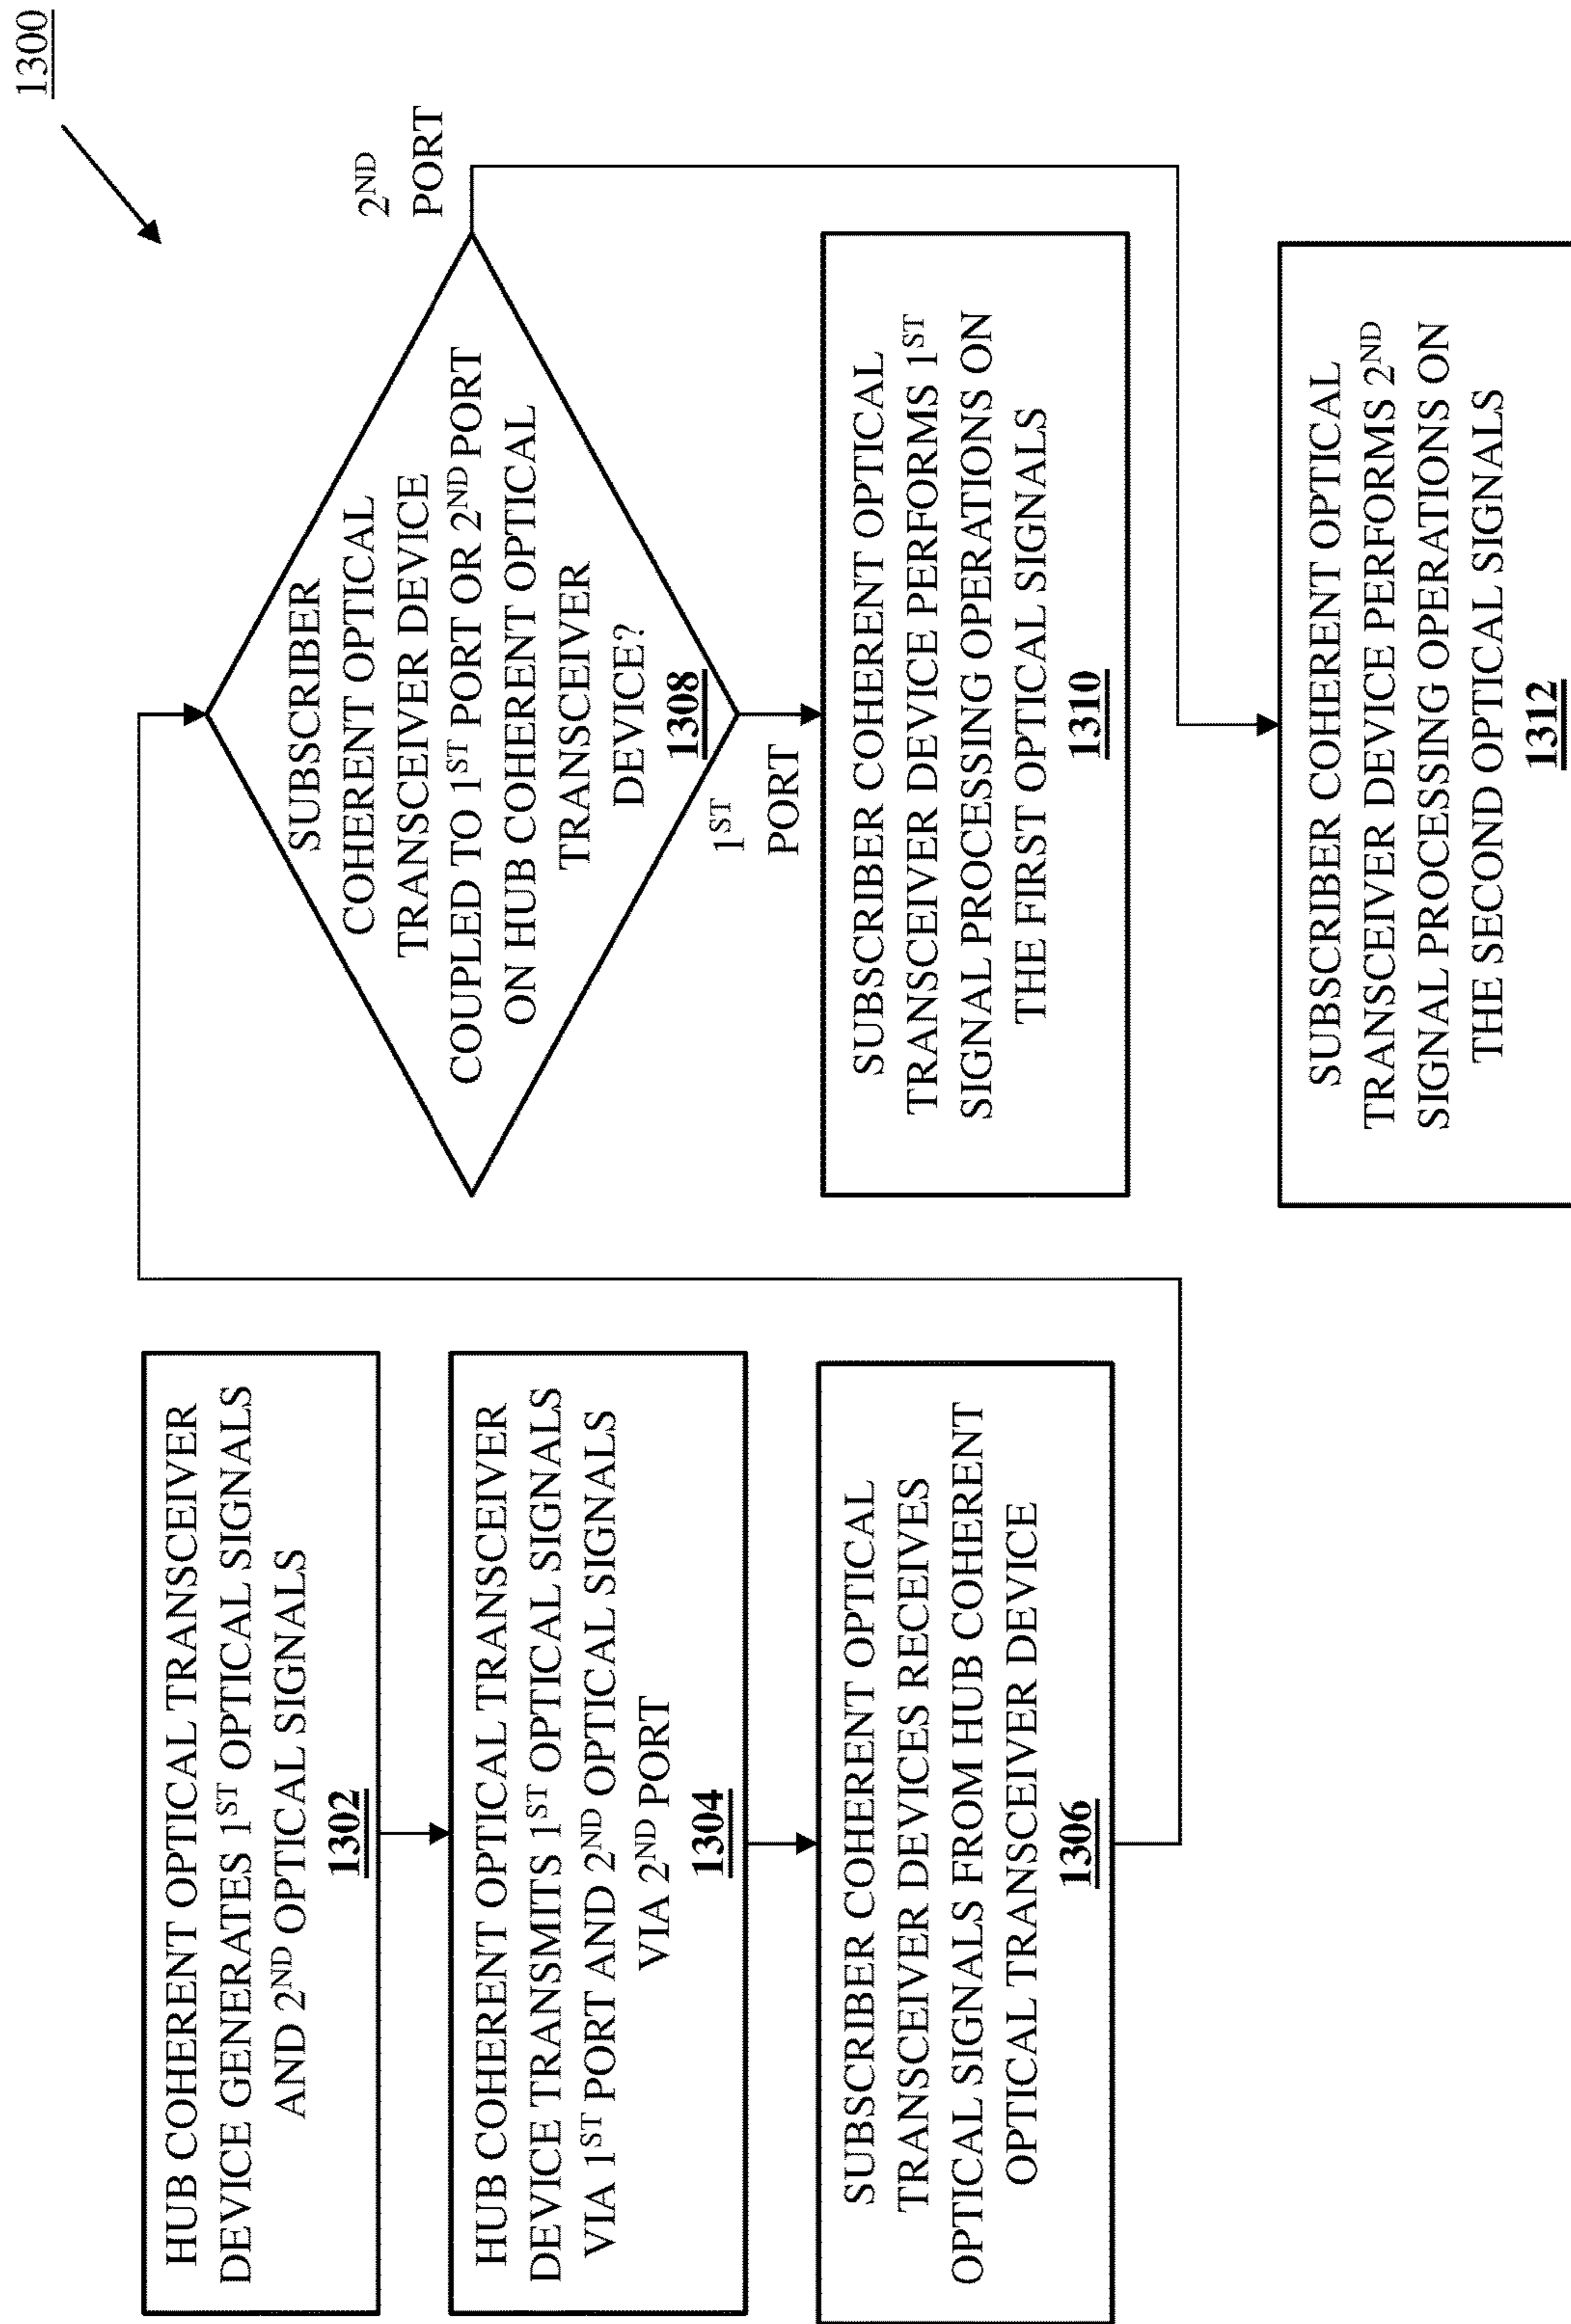 1300
HUB COHERENT OPTICAL TRANSCEIVER
DEVICE GENERATES 1ST OPTICAL SIGNALS
AND 2ND OPTICAL SIGNALS
1302
HUB COHERENT OPTICAL TRANSCEIVER
DEVICE TRANSMITS 1ST OPTICAL SIGNALS
VIA 1ST PORT AND 2ND OPTICAL SIGNALS
VIA 2ND PORT
1304
SUBSCRIBER COHERENT OPTICAL
TRANSCEIVER DEVICES RECEIVES
OPTICAL SIGNALS FROM HUB COHERENT
OPTICAL TRANSCEIVER DEVICE
1306
SUBSCRIBER
COHERENT OPTICAL
TRANSCEIVER DEVICE
COUPLED TO 1ST PORT OR 2ND PORT
ON HUB COHERENT OPTICAL
TRANSCEIVER
DEVICE?
1308
2ND
PORT
1ST
PORT
SUBSCRIBER COHERENT OPTICAL
TRANSCEIVER DEVICE PERFORMS 1ST
SIGNAL PROCESSING OPERATIONS ON
THE FIRST OPTICAL SIGNALS
1310
SUBSCRIBER COHERENT OPTICAL
TRANSCEIVER DEVICE PERFORMS 2ND
SIGNAL PROCESSING OPERATIONS ON
THE SECOND OPTICAL SIGNALS
1312